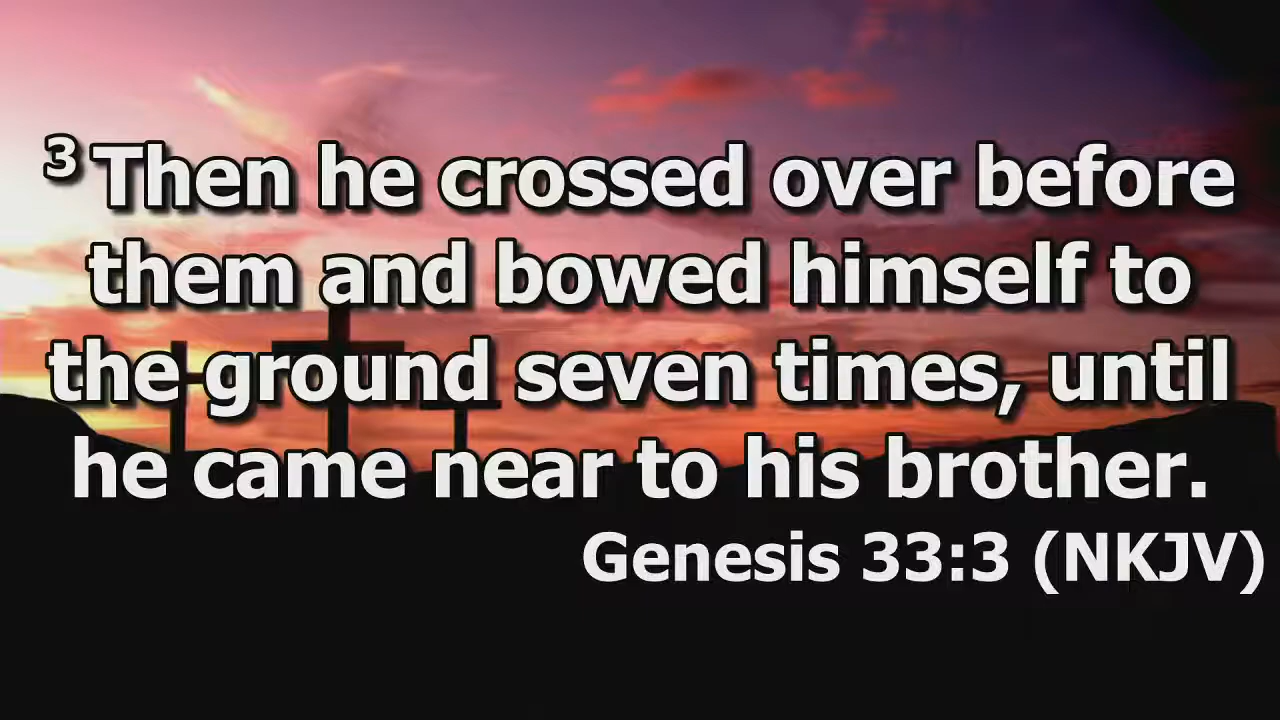 ³ Then he crossed over before
them and bowed himself to
the ground seven times, until
he came near to his brother.
Genesis 33:3 (NKJV)